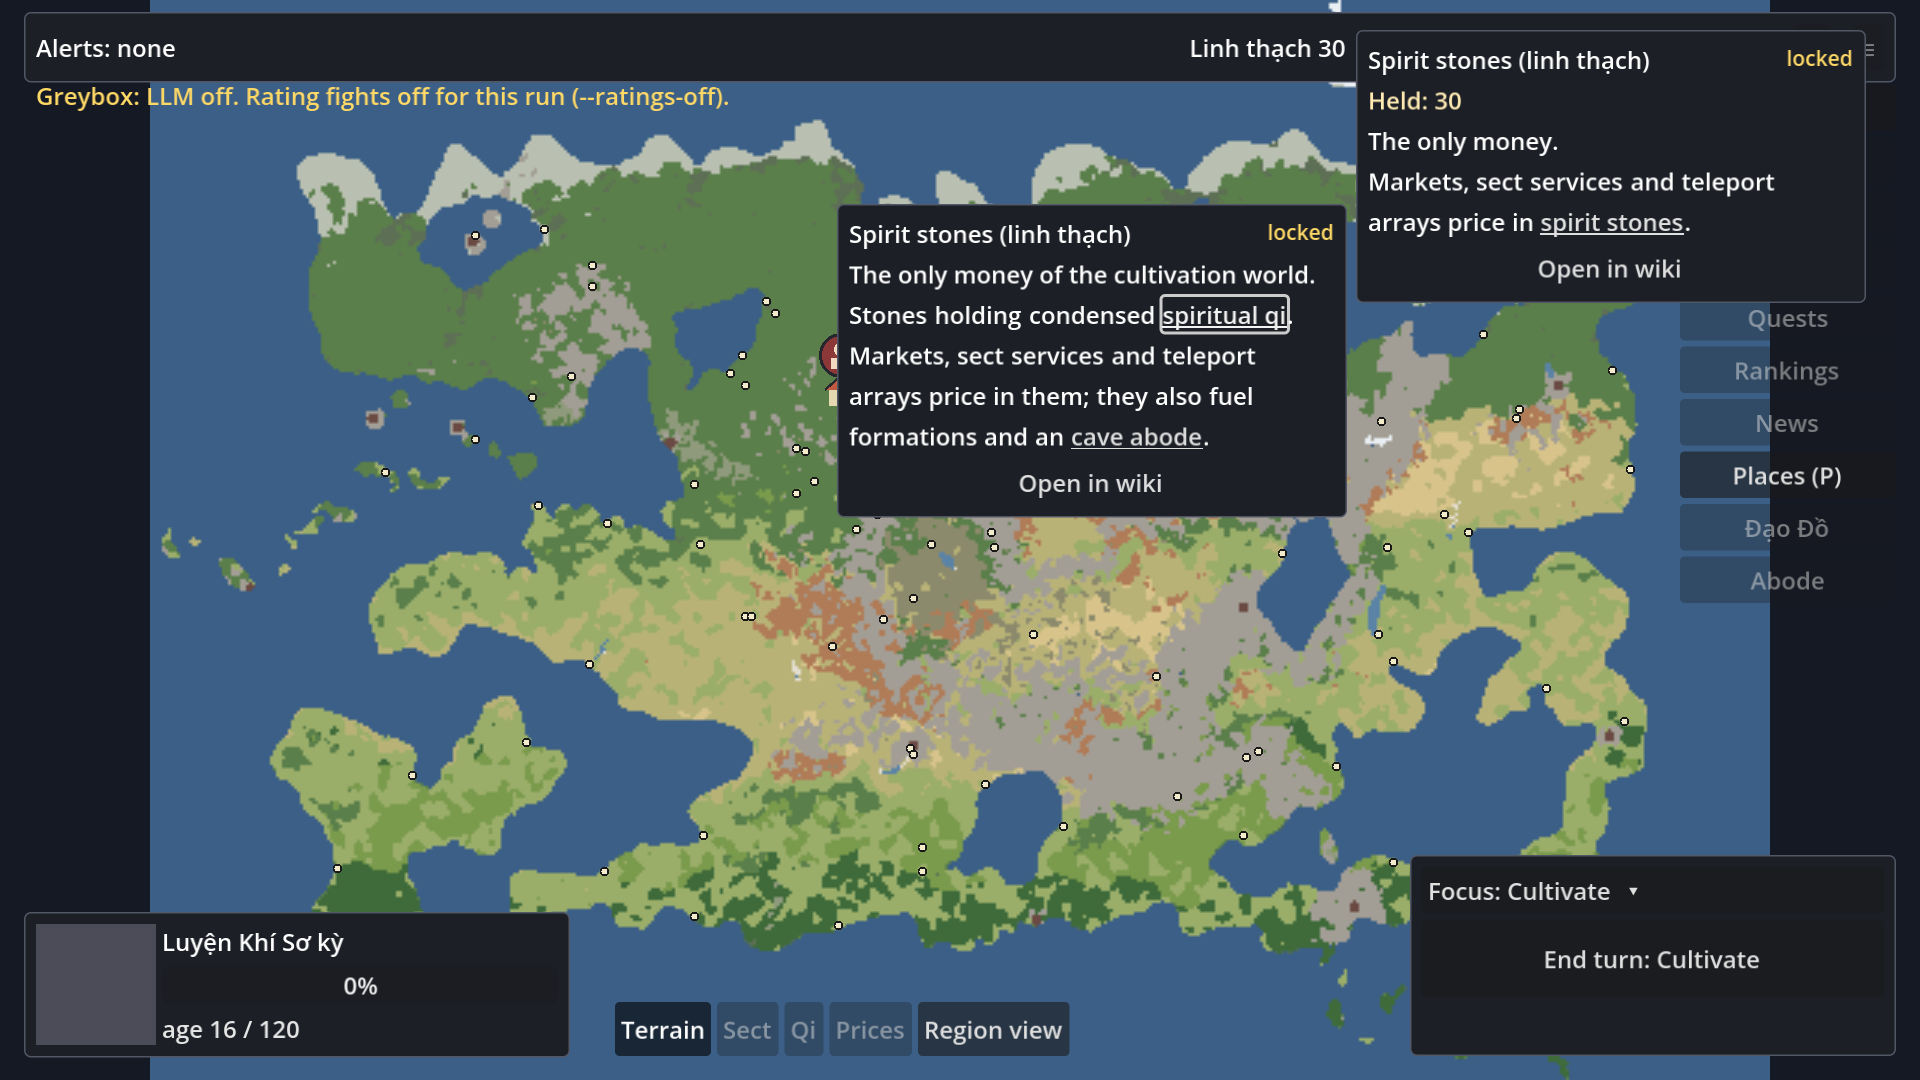 Alerts: none
Linh thạch 30
Greybox: LLM off. Rating fights off for this run (--ratings-off).
Spirit stones (linh thạch)
locked
Held: 30
The only money.
Markets, sect services and teleport
arrays price in spirit stones.
Open in wiki
Spirit stones (linh thạch)
locked
The only money of the cultivation world.
Stones holding condensed spiritual qi.
Markets, sect services and teleport
arrays price in them; they also fuel
formations and an cave abode.
Open in wiki
Quests
Rankings
News
Places (P)
Đạo Đồ
Abode
Luyện Khí Sơ kỳ
0%
age 16 / 120
Terrain
Sect
Qi
Prices
Region view
Focus: Cultivate
End turn: Cultivate